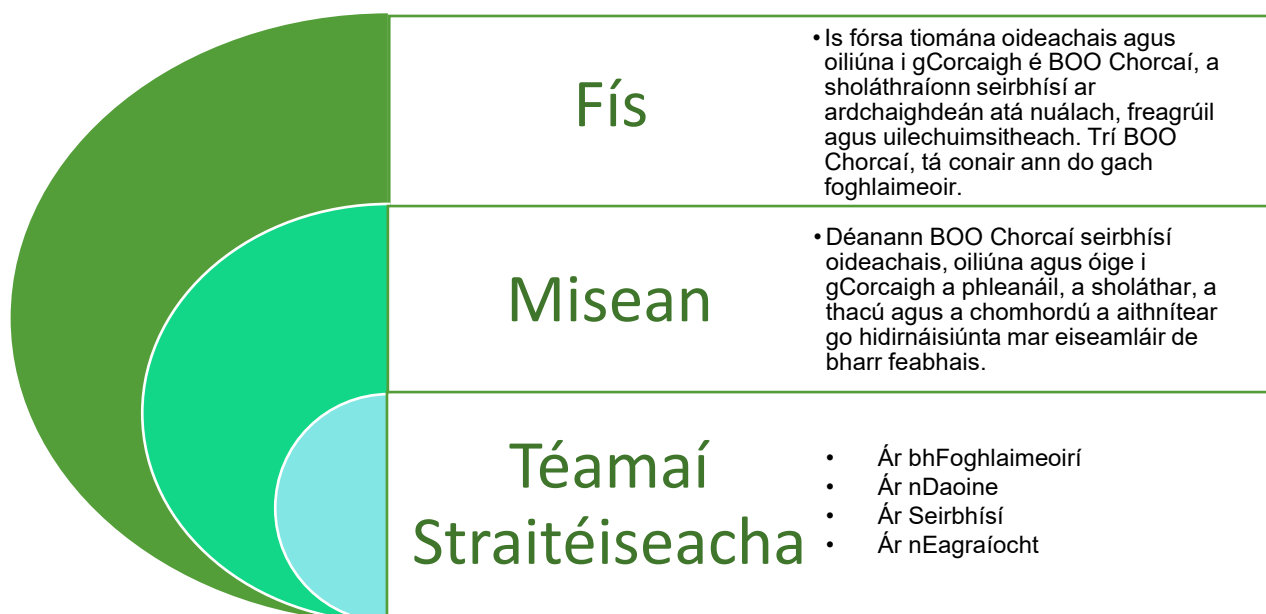 Fís
• Is fórsa tiomána oideachais agus
oiliúna i gCorcaigh é BOO Chorcaí, a
sholáthraíonn seirbhísí ar
ardchaighdeán atá nuálach, freagrúil
agus uilechuimsitheach. Trí BOO
Chorcaí, tá conair ann do gach
foghlaimeoir.
Misean
• Déanann BOO Chorcaí seirbhísí
oideachais, oiliúna agus óige i
gCorcaigh a phleanáil, a sholáthar, a
thacú agus a chomhordú a aithnítear
go hidirnáisiúnta mar eiseamláir de
bharr feabhais.
Téamaí
Straitéiseacha
• Ár bhFoghlaimeoirí
• Ár nDaoine
• Ár Seirbhísí
• Ár nEagraíocht